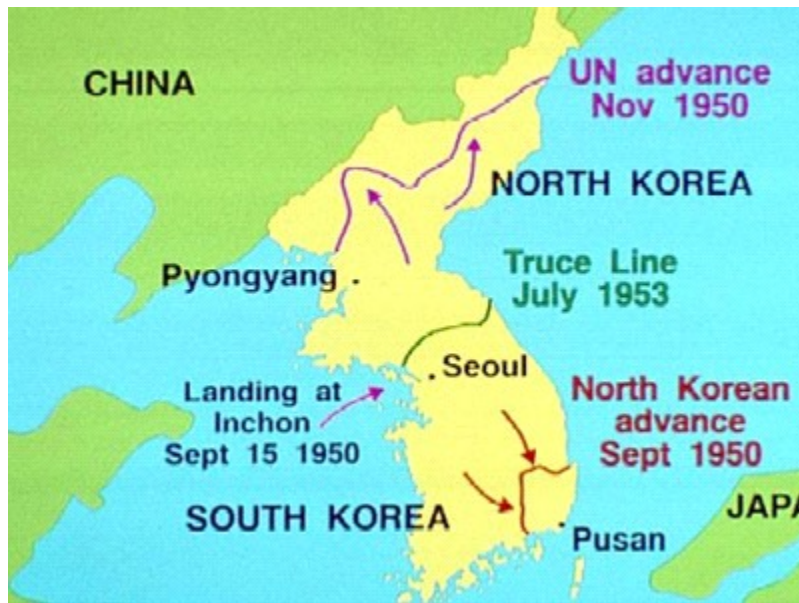 CHINA
UN advance
Nov 1950
NORTH KOREA
Pyongyang
Truce Line
July 1953
Seoul
Landing at
Inchon
Sept 15 1950
North Korean
advance
Sept 1950
SOUTH KOREA
JAPA
Pusan